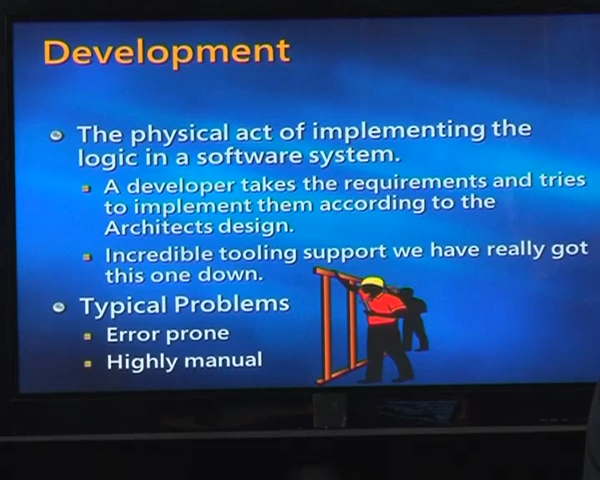 Development
The physical act of implementing the
logic in a software system.
A developer takes the requirements and tries
to implement them according to the
Architects design.
Incredible tooling support we have really got
this one down.
Typical Problems
Error prone
Highly manual